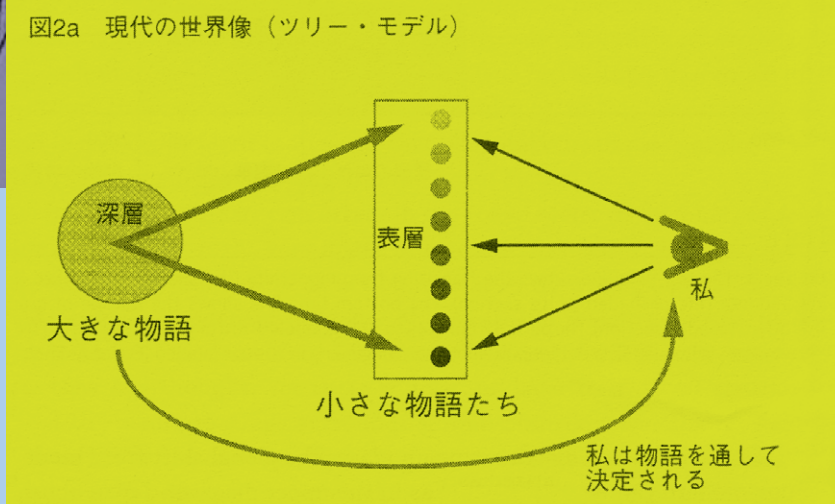 図2a　現代の世界像（ツリー・モデル）
深層
表層
私
大きな物語
小さな物語たち
私は物語を通して
決定される